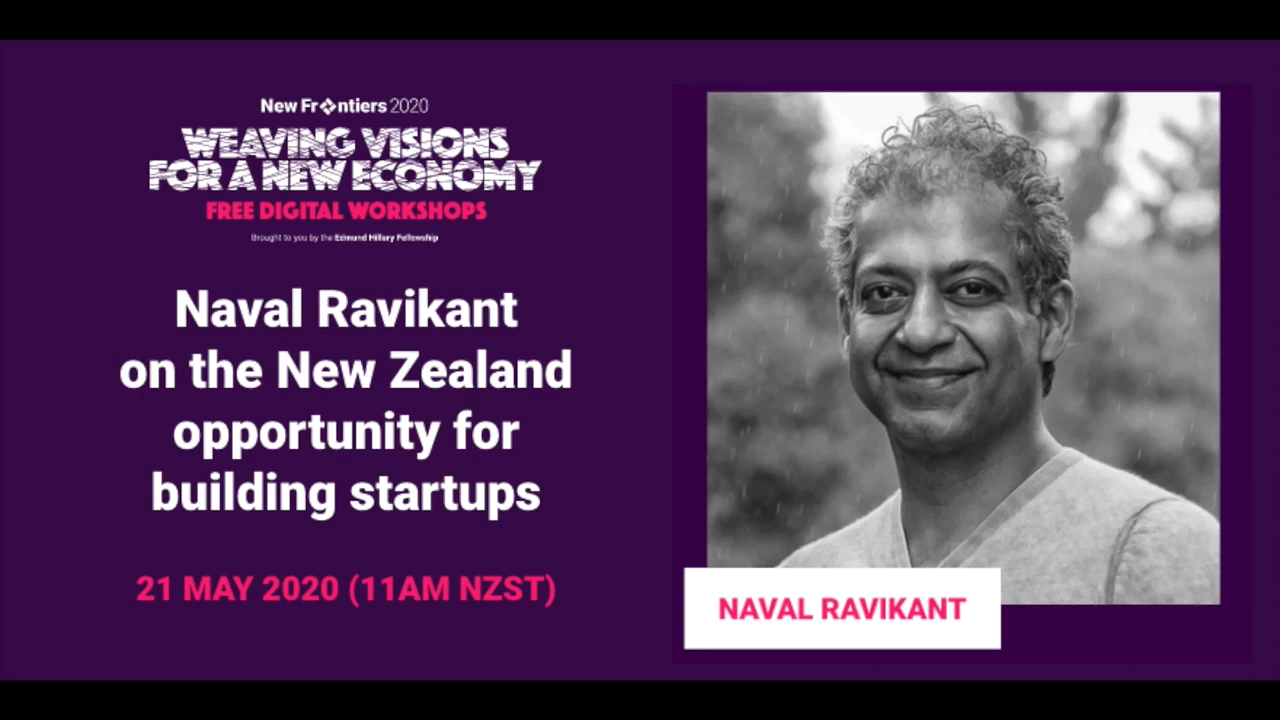 New Frontiers 2020
WEAVING VISIONS
FOR A NEW ECONOMY
FREE DIGITAL WORKSHOPS
Brought to you by the Edmund Hillary Fellowship
Naval Ravikant
on the New Zealand
opportunity for
building startups
21 MAY 2020 (11AM NZST)
NAVAL RAVIKANT